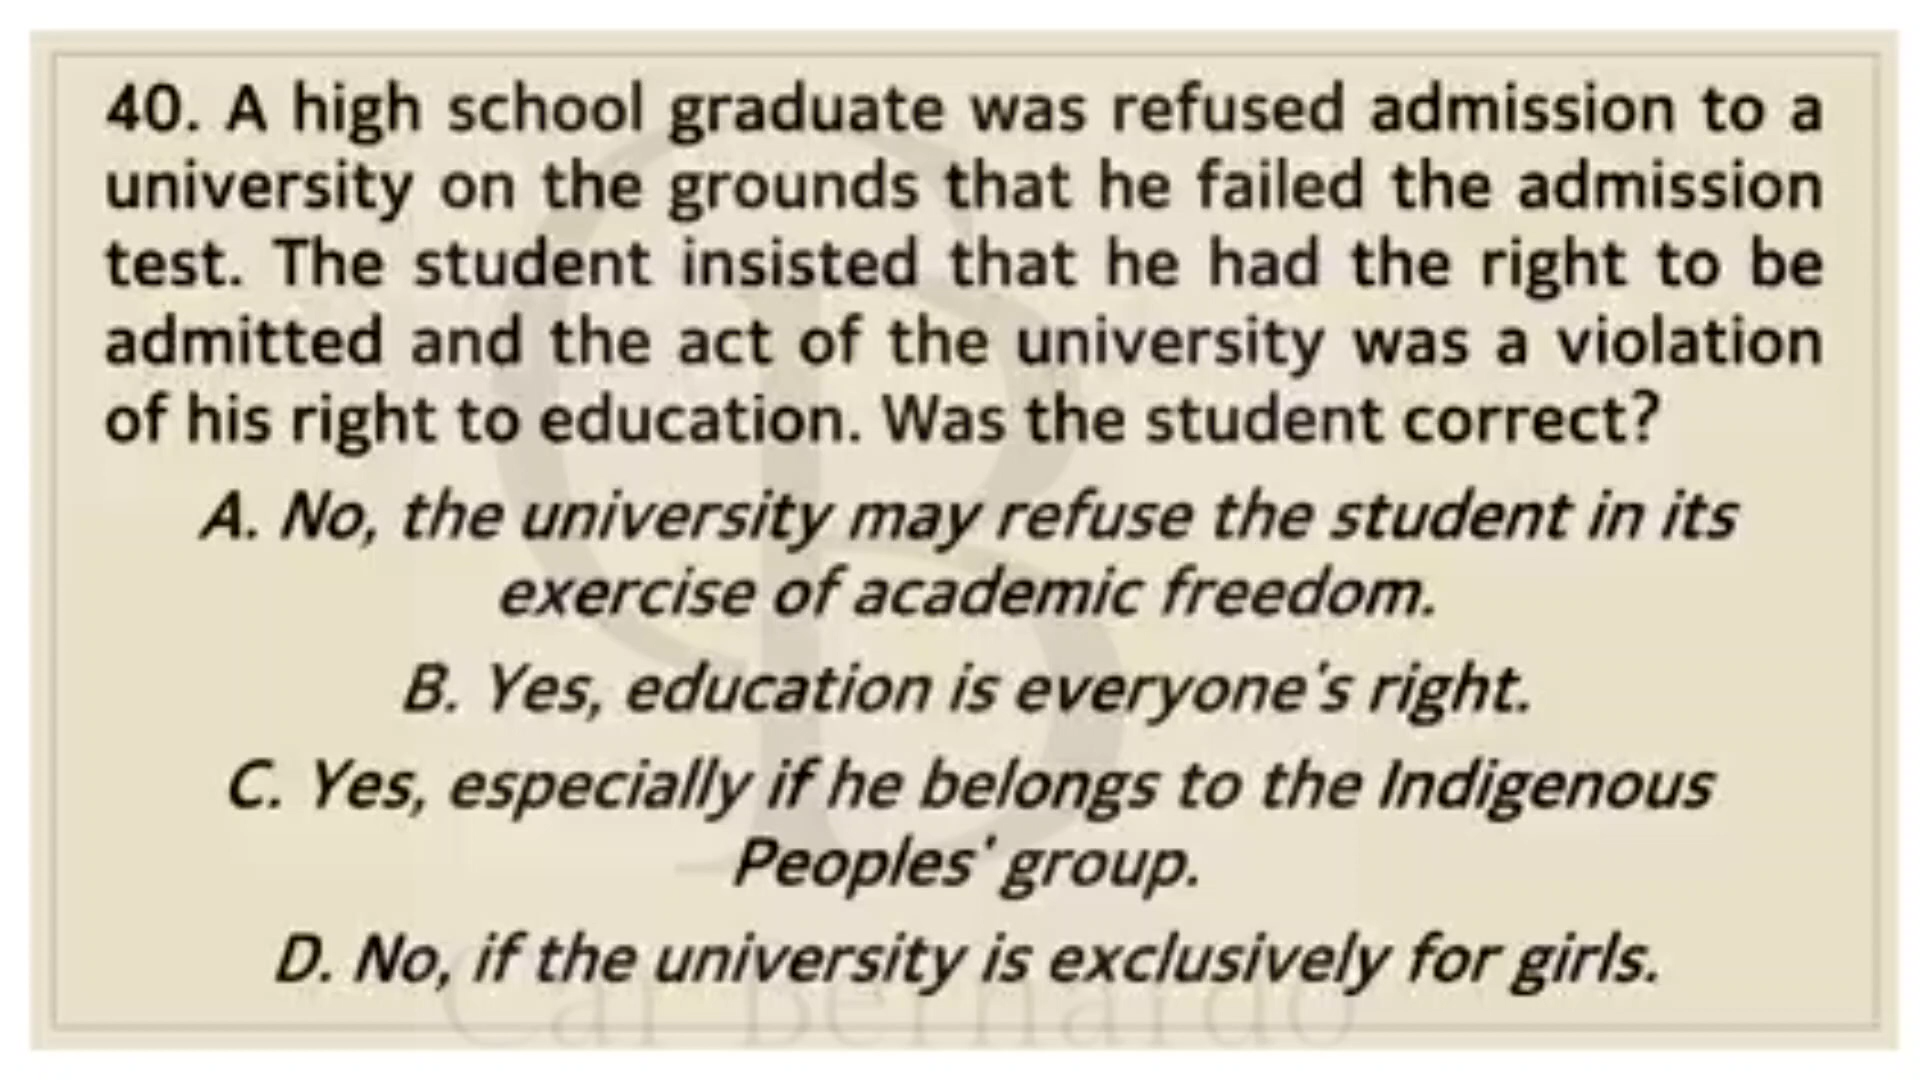 40. A high school graduate was refused admission to a
university on the grounds that he failed the admission
test. The student insisted that he had the right to be
admitted and the act of the university was a violation
of his right to education. Was the student correct?
A. No, the university may refuse the student in its
exercise of academic freedom.
B. Yes, education is everyone's right.
C. Yes, especially if he belongs to the Indigenous
Peoples' group.
D. No, if the university is exclusively for girls.
Car Bernardo